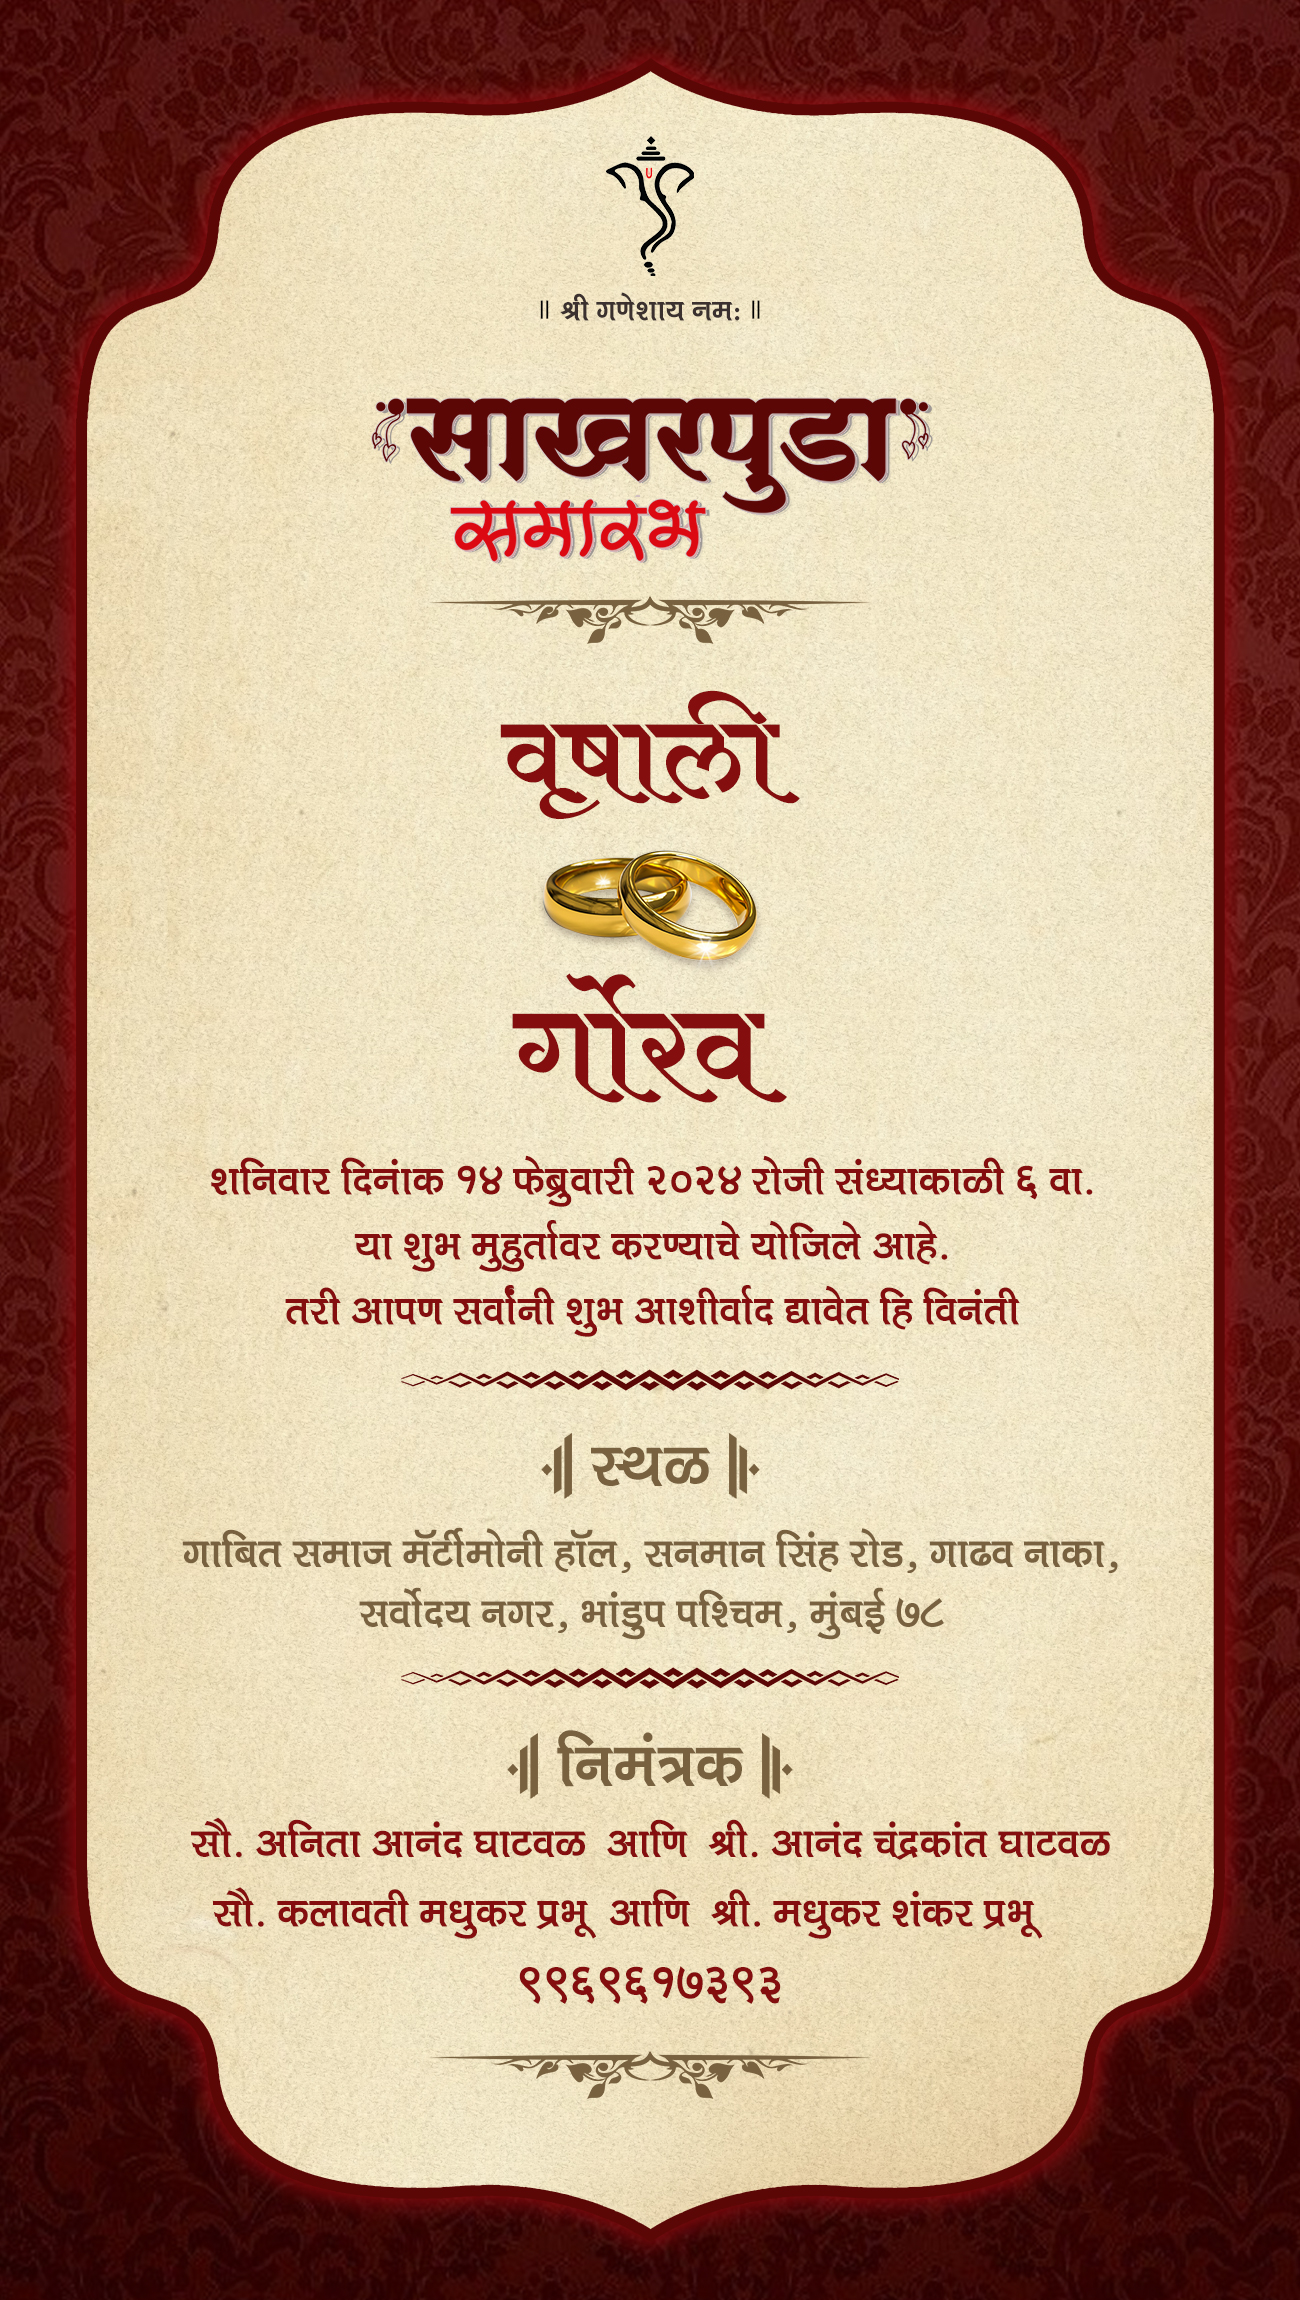 ॥ श्री गणेशाय नम: ॥
साखरपुडा
समारभ
वृषाली
गौरव
शनिवार दिनांक १४ फेब्रुवारी २०२४ रोजी संध्याकाळी ६ वा.
या शुभ मुहुर्तावर करण्याचे योजिले आहे.
तरी आपण सर्वांनी शुभ आशीर्वाद द्यावेत हि विनंती
स्थळ
गाबित समाज मॅर्टीमोनी हॉल, सनमान सिंह रोड, गाढव नाका,
सर्वोदय नगर, भांडुप पश्चिम, मुंबई ७८
निमंत्रक
सौ. अनिता आनंद घाटवळ आणि श्री. आनंद चंद्रकांत घाटवळ
सौ. कलावती मधुकर प्रभू आणि श्री. मधुकर शंकर प्रभू
९९६९६१७३९३